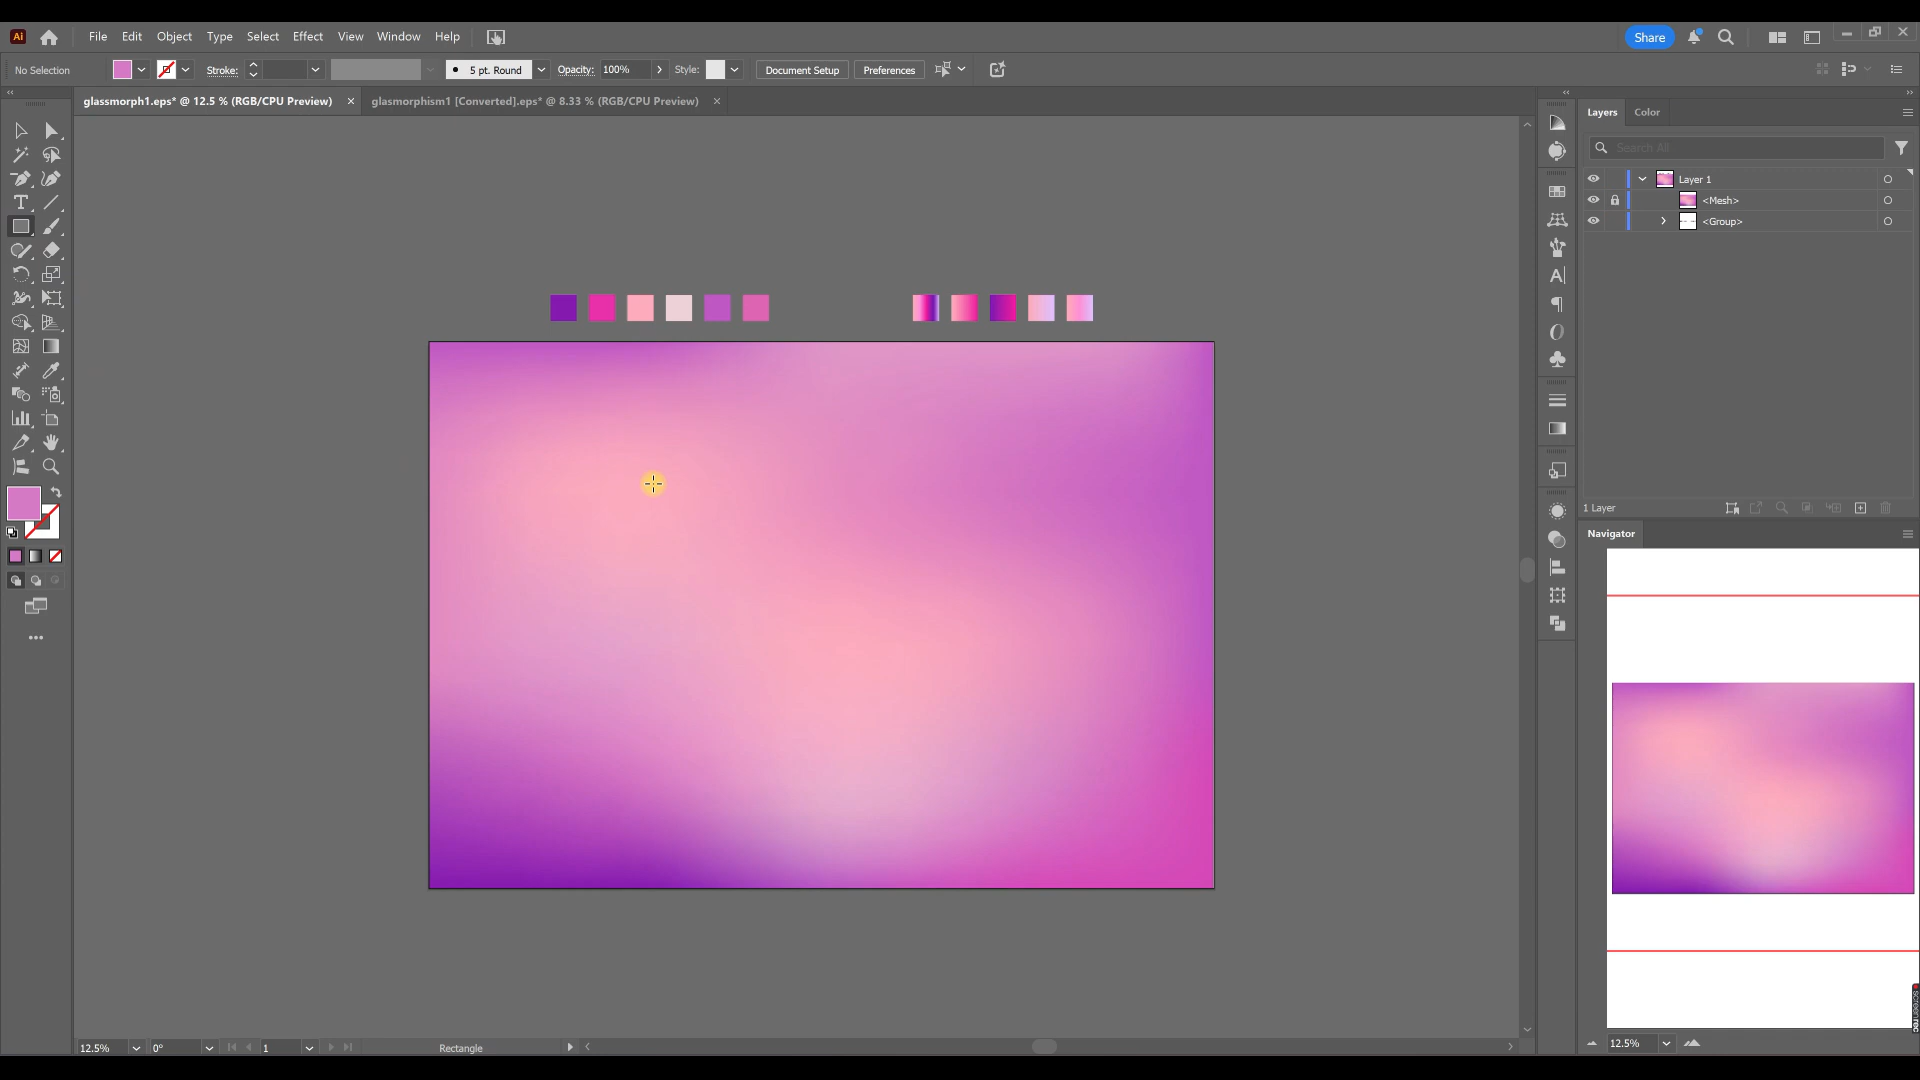 Ai File Edit Object Type Select Effect View Window Help Share
No Selection Stroke: 5 pt. Round Opacity: 100% Style: Document Setup Preferences
glassmorph1.eps* @ 12.5 % (RGB/CPU Preview) × glasmorphism1 [Converted].eps* @ 8.33 % (RGB/CPU Preview) ×
Layers Color
Search All
Layer 1
<Mesh>
<Group>
1 Layer
Navigator
12.5% 0° 1 Rectangle
12.5%